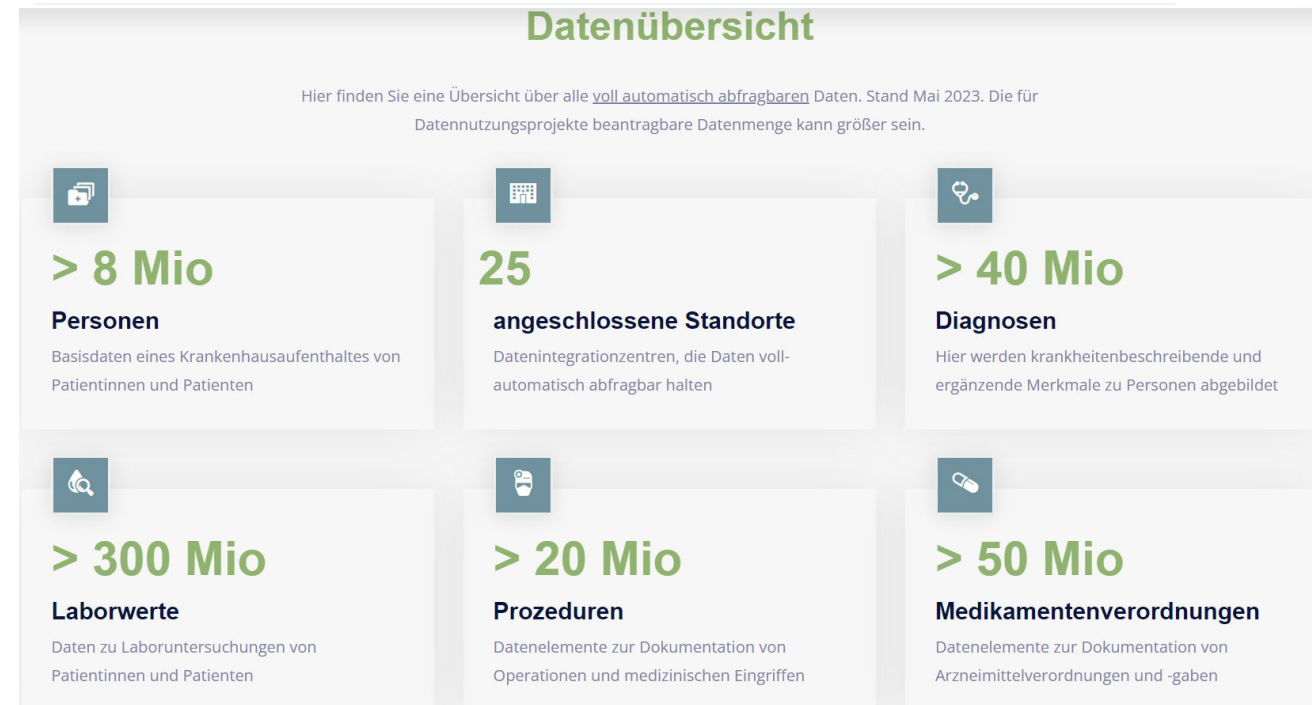 Datenübersicht
Hier finden Sie eine Übersicht über alle voll automatisch abfragbaren Daten. Stand Mai 2023. Die für
Datennutzungsprojekte beantragbare Datenmenge kann größer sein.
> 8 Mio
Personen
Basisdaten eines Krankenhausaufenthaltes von
Patientinnen und Patienten
25
angeschlossene Standorte
Datenintegrationzentren, die Daten voll-
automatisch abfragbar halten
> 40 Mio
Diagnosen
Hier werden krankheitenbeschreibende und
ergänzende Merkmale zu Personen abgebildet
> 300 Mio
Laborwerte
Daten zu Laboruntersuchungen von
Patientinnen und Patienten
> 20 Mio
Prozeduren
Datenelemente zur Dokumentation von
Operationen und medizinischen Eingriffen
> 50 Mio
Medikamentenverordnungen
Datenelemente zur Dokumentation von
Arzneimittelverordnungen und -gaben